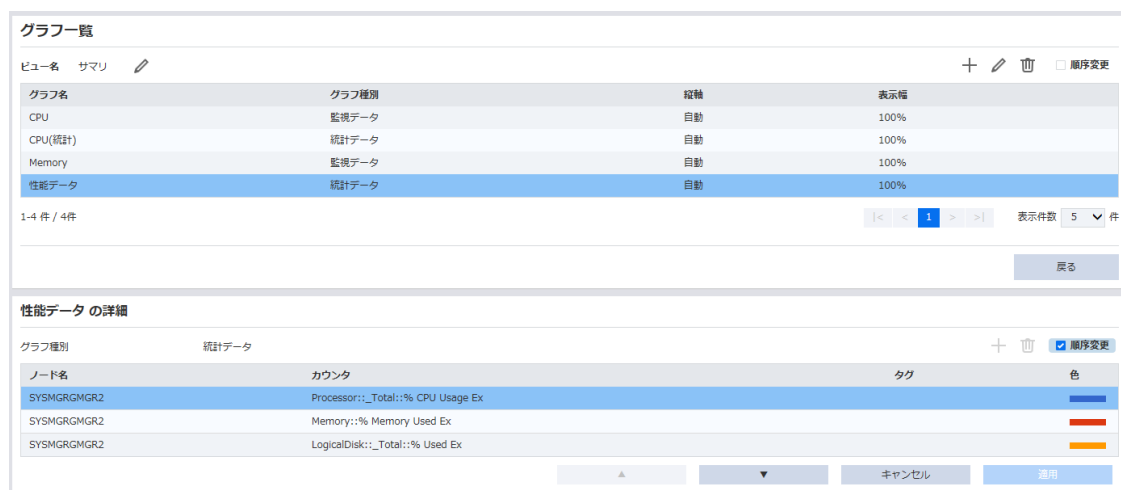 グラフ一覧
ビュー名 サマリ 順序変更
グラフ名 グラフ種別 縦軸 表示幅
CPU 監視データ 自動 100%
CPU(統計) 統計データ 自動 100%
Memory 監視データ 自動 100%
性能データ 統計データ 自動 100%
1-4 件 / 4件 |< < 1 > >| 表示件数 5 件
戻る
性能データ の詳細
グラフ種別 統計データ 順序変更
ノード名 カウンタ タグ 色
SYSMGRGMGR2 Processor::_Total::% CPU Usage Ex
SYSMGRGMGR2 Memory::% Memory Used Ex
SYSMGRGMGR2 LogicalDisk::_Total::% Used Ex
▲ ▼ キャンセル 適用